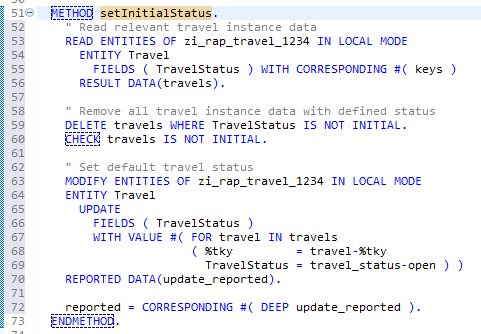 51 METHOD setInitialStatus.
52 " Read relevant travel instance data
53 READ ENTITIES OF zi_rap_travel_1234 IN LOCAL MODE
54 ENTITY Travel
55 FIELDS ( TravelStatus ) WITH CORRESPONDING #( keys )
56 RESULT DATA(travels).
57
58 " Remove all travel instance data with defined status
59 DELETE travels WHERE TravelStatus IS NOT INITIAL.
60 CHECK travels IS NOT INITIAL.
61
62 " Set default travel status
63 MODIFY ENTITIES OF zi_rap_travel_1234 IN LOCAL MODE
64 ENTITY Travel
65 UPDATE
66 FIELDS ( TravelStatus )
67 WITH VALUE #( FOR travel IN travels
68 ( %tky = travel-%tky
69 TravelStatus = travel_status-open ) )
70 REPORTED DATA(update_reported).
71
72 reported = CORRESPONDING #( DEEP update_reported ).
73 ENDMETHOD.